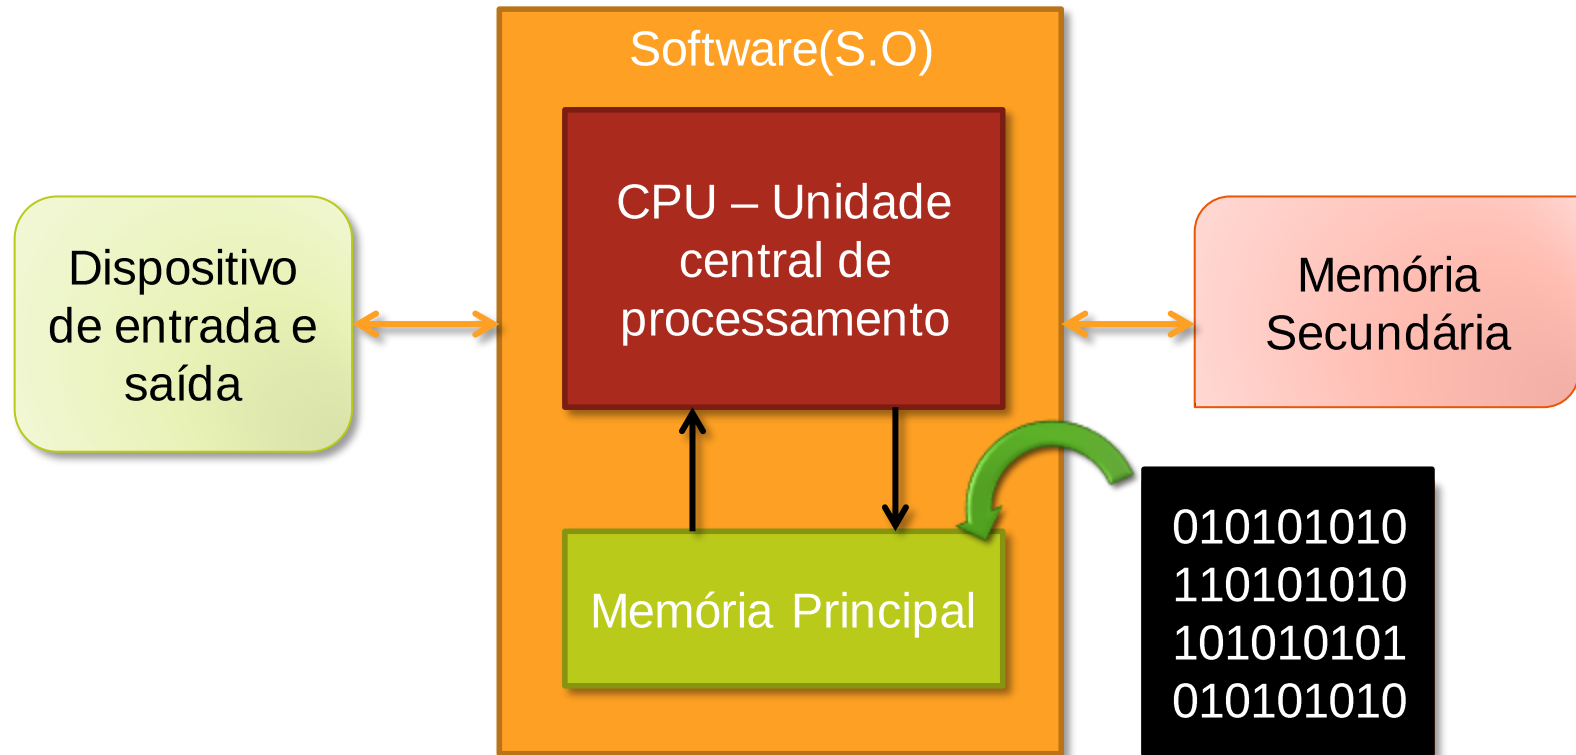 Software(S.O)
CPU – Unidade
central de
processamento
Dispositivo
de entrada e
saída
Memória
Secundária
Memória Principal
010101010
110101010
101010101
010101010